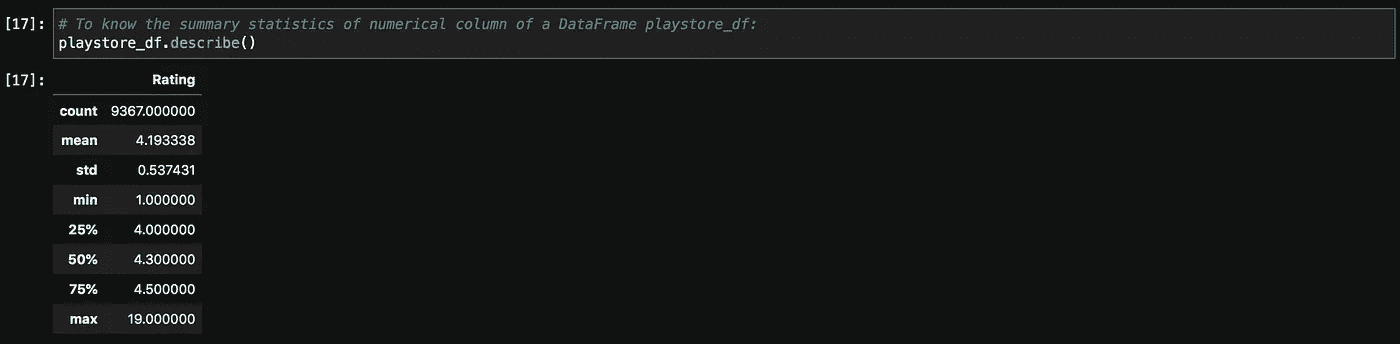 [17]: # To know the summary statistics of numerical column of a DataFrame playstore_df:
playstore_df.describe()
[17]: Rating
count 9367.000000
mean 4.193338
std 0.537431
min 1.000000
25% 4.000000
50% 4.300000
75% 4.500000
max 19.000000